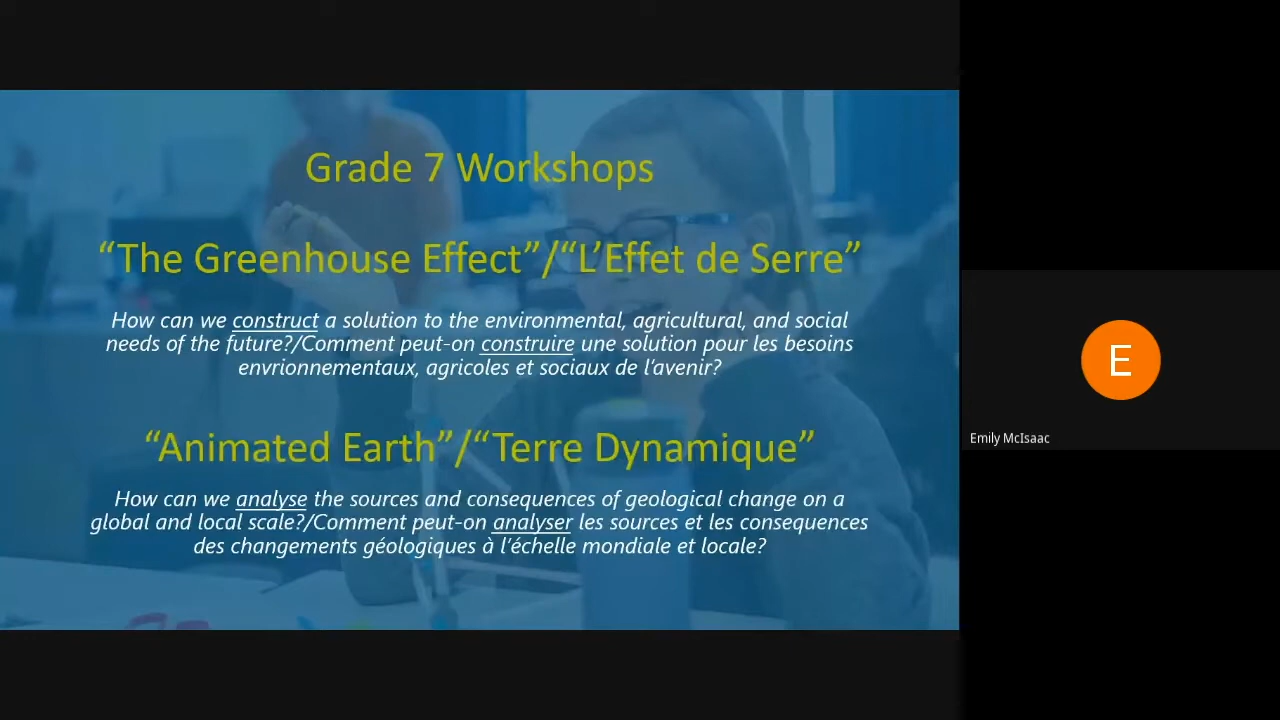 Grade 7 Workshops
“The Greenhouse Effect”/“L’Effet de Serre”
How can we construct a solution to the environmental, agricultural, and social
needs of the future?/Comment peut-on construire une solution pour les besoins
envrionnementaux, agricoles et sociaux de l’avenir?
“Animated Earth”/“Terre Dynamique”
How can we analyse the sources and consequences of geological change on a
global and local scale?/Comment peut-on analyser les sources et les consequences
des changements géologiques à l’échelle mondiale et locale?
E
Emily McIsaac